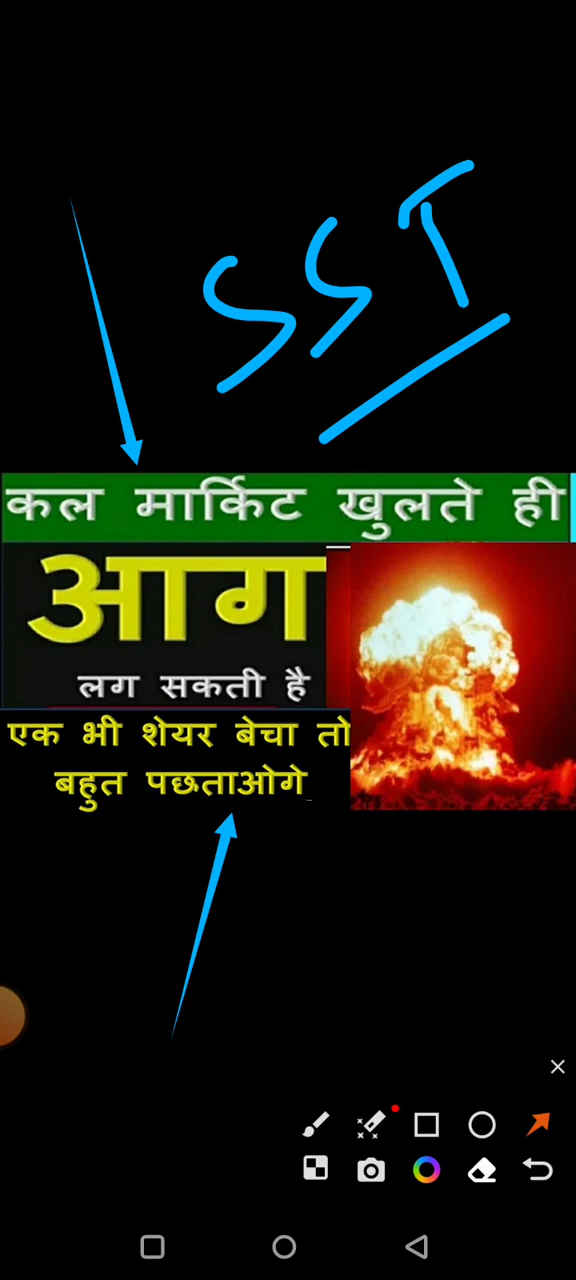 SST
कल मार्किट खुलते ही
आग
लग सकती है
एक भी शेयर बेचा तो
बहुत पछताओगे